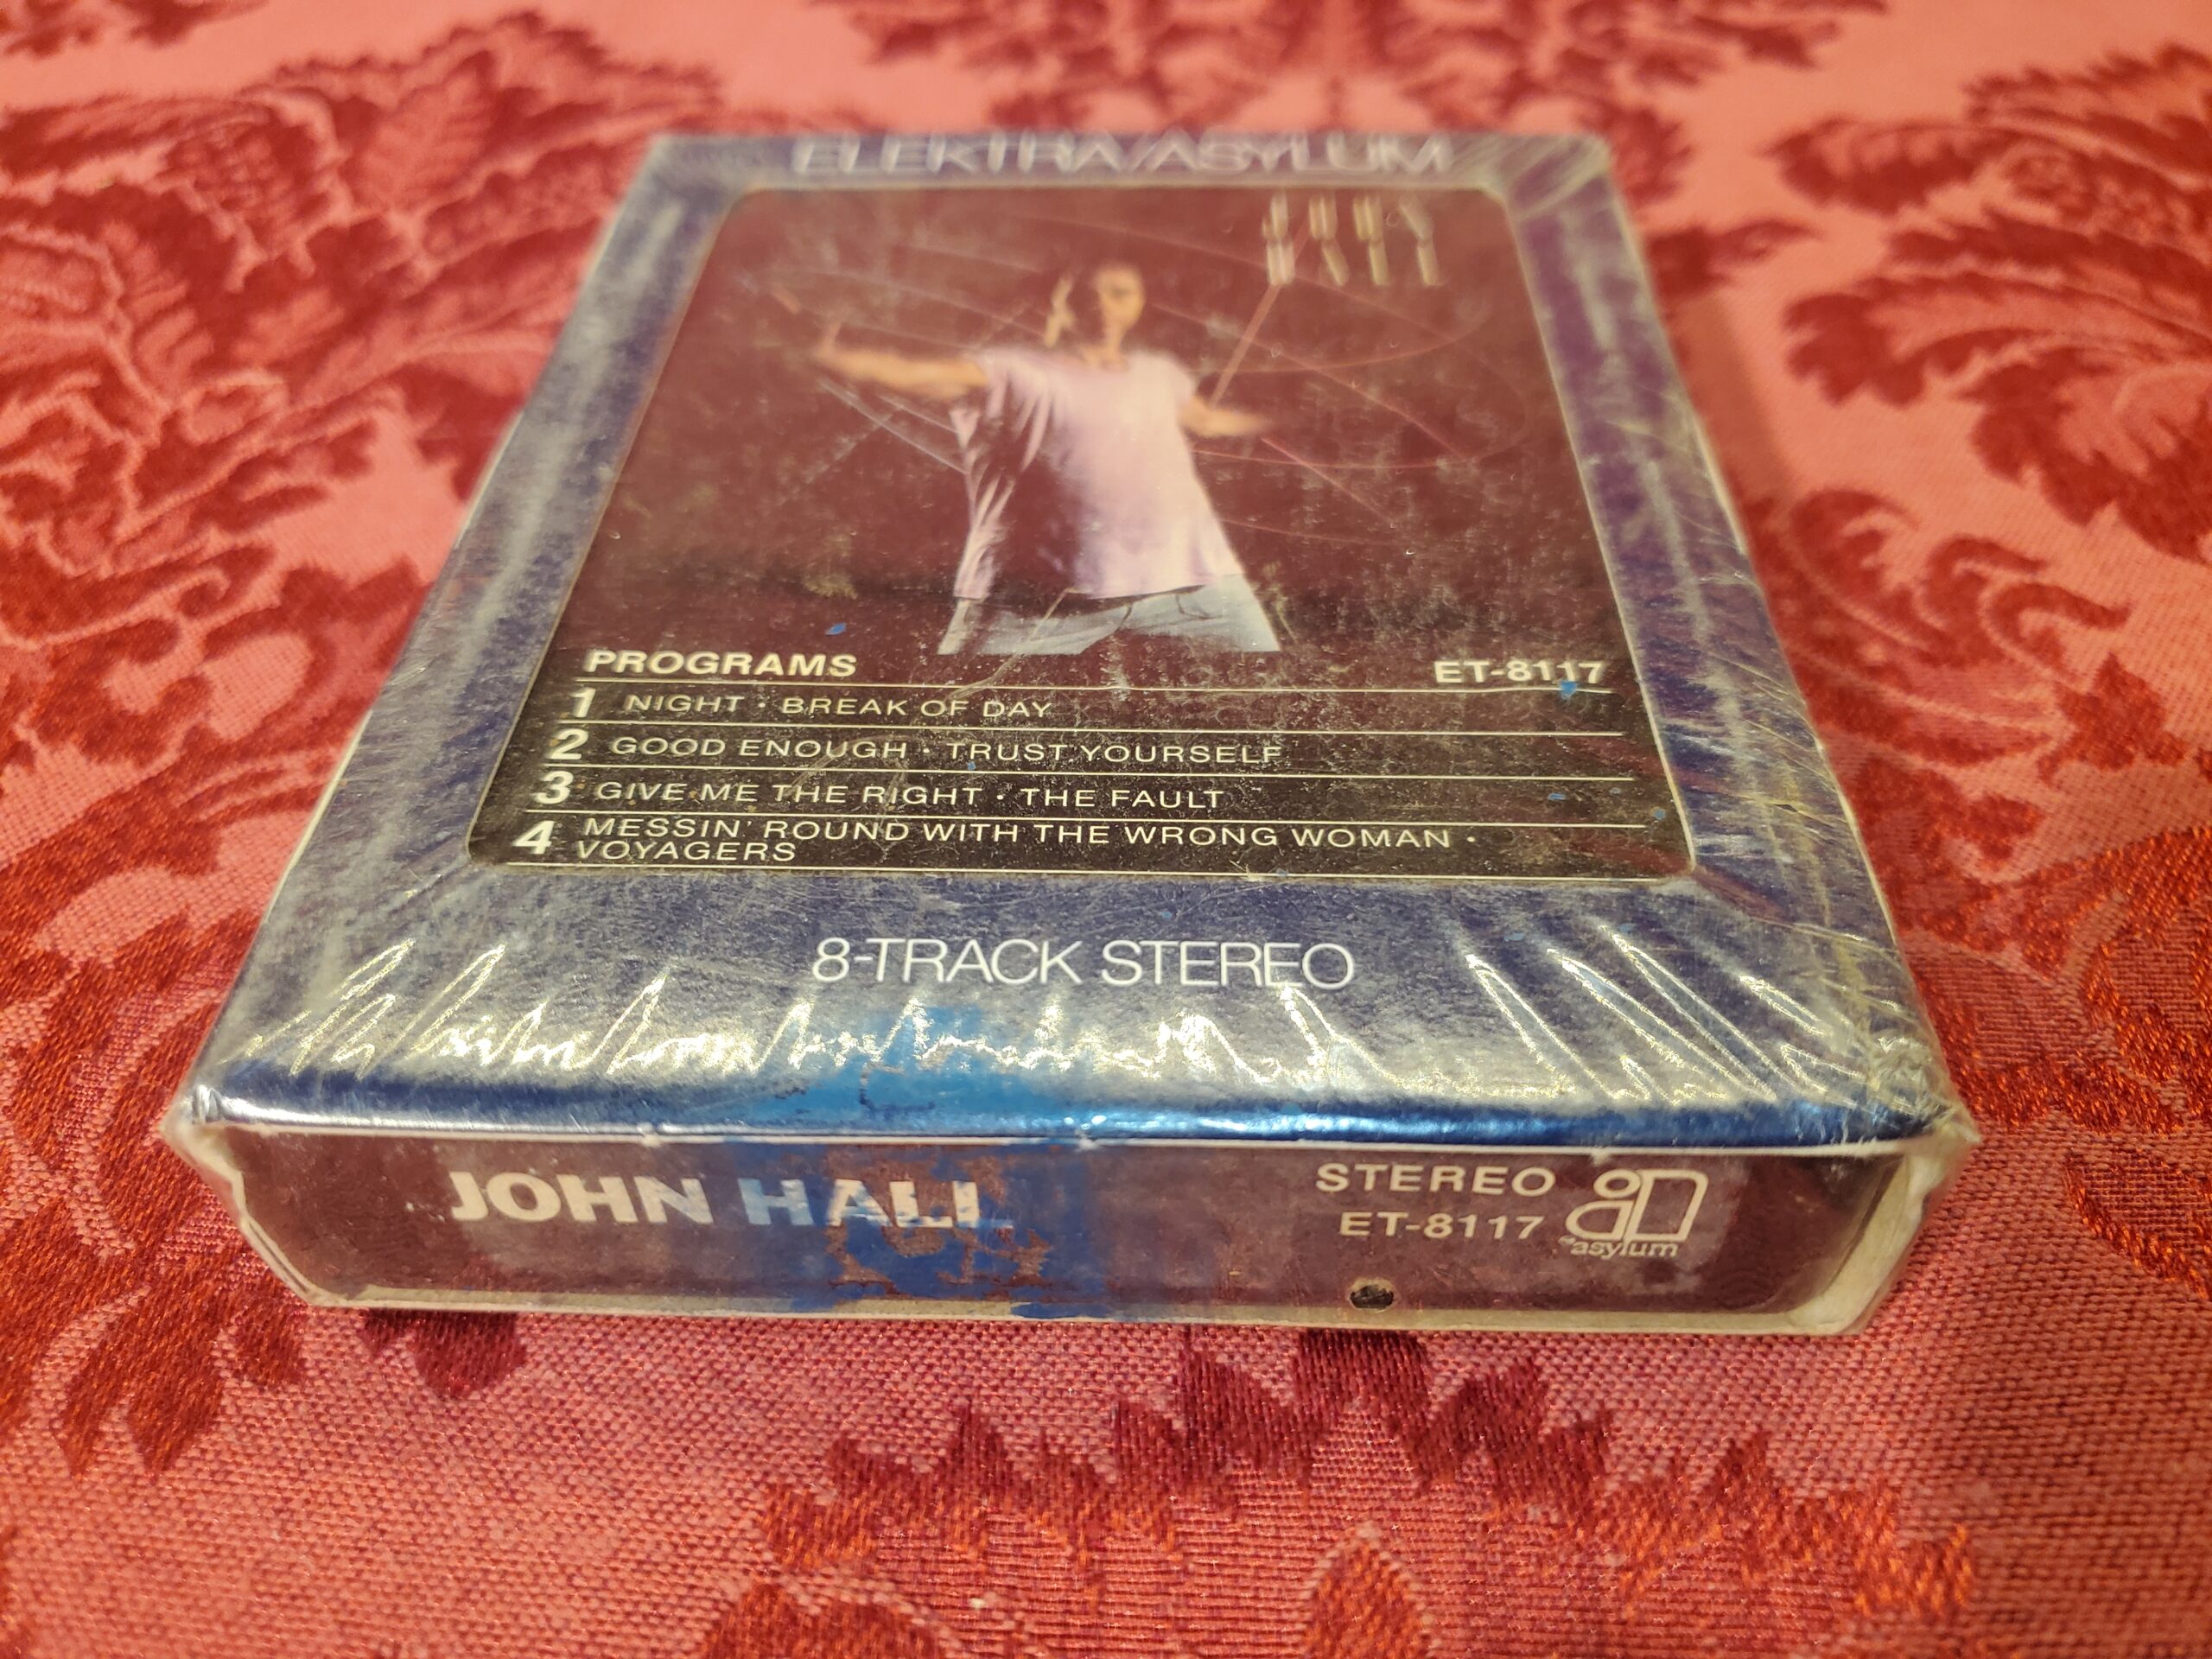 ELEKTRA/ASYLUM
JOHN
HALL
PROGRAMS ET-8117
1 NIGHT · BREAK OF DAY
2 GOOD ENOUGH · TRUST YOURSELF
3 GIVE ME THE RIGHT · THE FAULT
4 MESSIN' ROUND WITH THE WRONG WOMAN ·
VOYAGERS
8-TRACK STEREO
JOHN HALL
STEREO
ET-8117
asylum